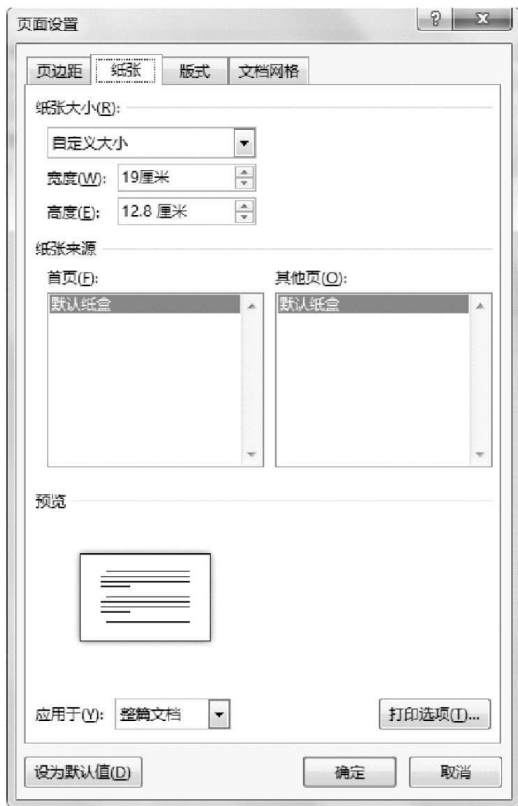 页面设置
页边距 纸张 版式 文档网格
纸张大小(R):
自定义大小
宽度(W): 19厘米
高度(E): 12.8 厘米
纸张来源
首页(F): 其他页(O):
默认纸盒 默认纸盒
预览
应用于(Y): 整篇文档 打印选项(T)...
设为默认值(D) 确定 取消